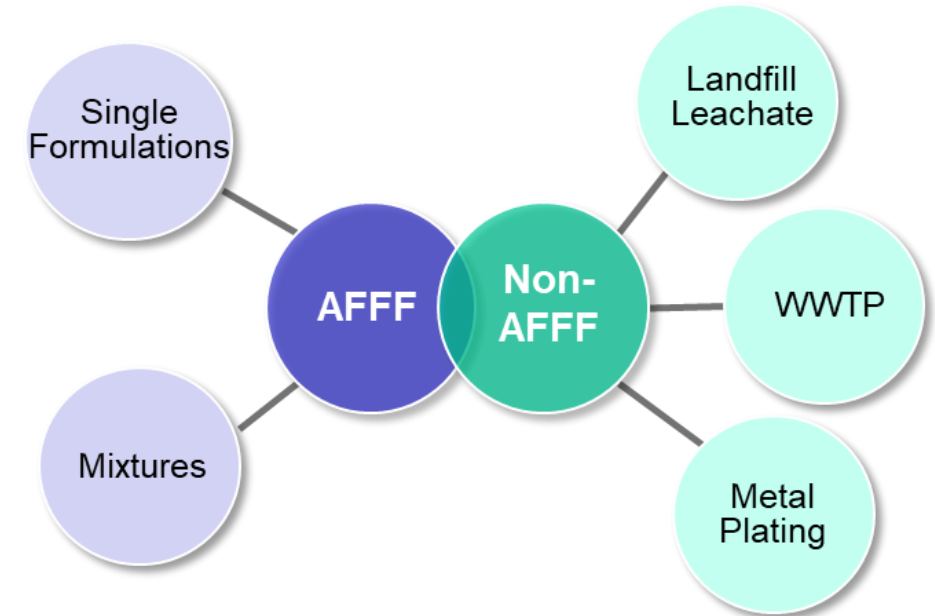 Single
Formulations
Mixtures
AFFF
Non-
AFFF
Landfill
Leachate
WWTP
Metal
Plating